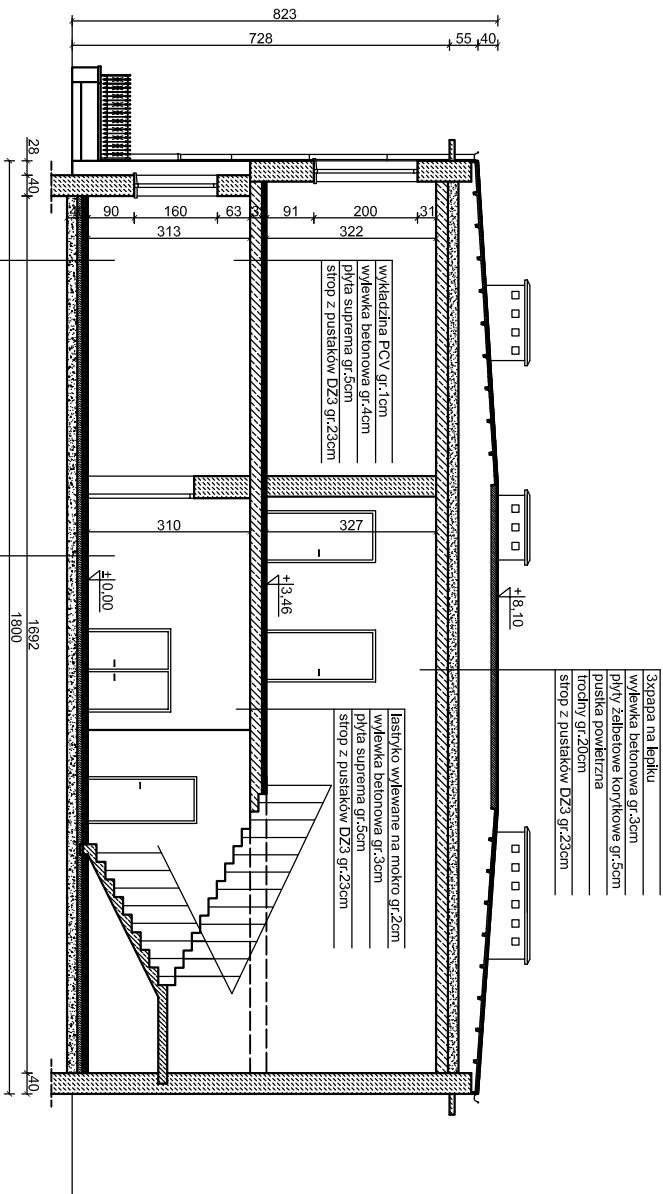 823
728
55
40
3xpapa na lepiku
wylewka betonowa gr.3cm
płyty żelbetowe korytkowe gr.5cm
pustka powietrzna
trociny gr.20cm
strop z pustaków DZ3 gr.23cm
+8,10
wykładzina PCV gr.1cm
wylewka betonowa gr.4cm
płyta suprema gr.5cm
strop z pustaków DZ3 gr.23cm
lastryko wylewane na mokro gr.2cm
wylewka betonowa gr.3cm
płyta suprema gr.5cm
strop z pustaków DZ3 gr.23cm
90
160
63
91
200
31
313
322
310
327
+3,46
±0,00
28
40
1692
40
1800